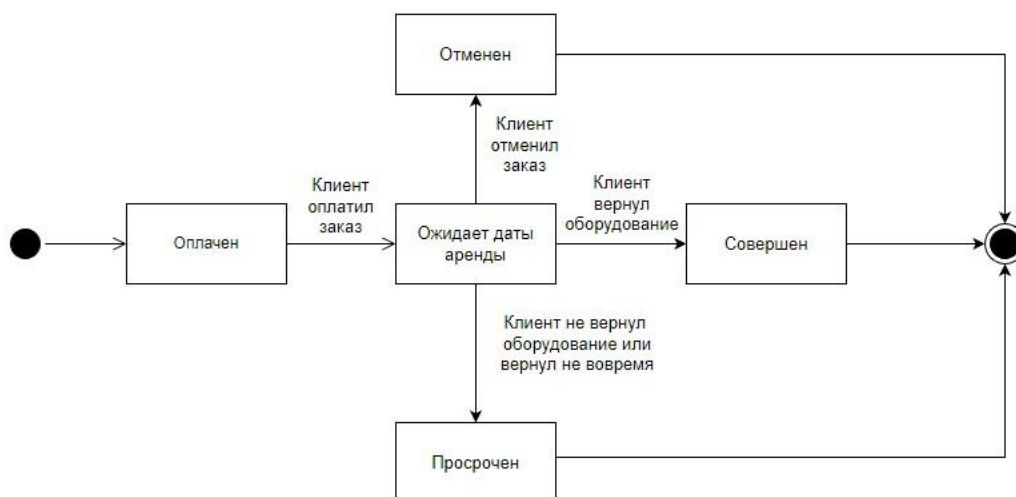 Отменен
Клиент
отменил
заказ
Клиент
оплатил
заказ
Клиент
вернул
оборудование
Оплачен
Ожидает даты
аренды
Совершен
Клиент не вернул
оборудование или
вернул не вовремя
Просрочен